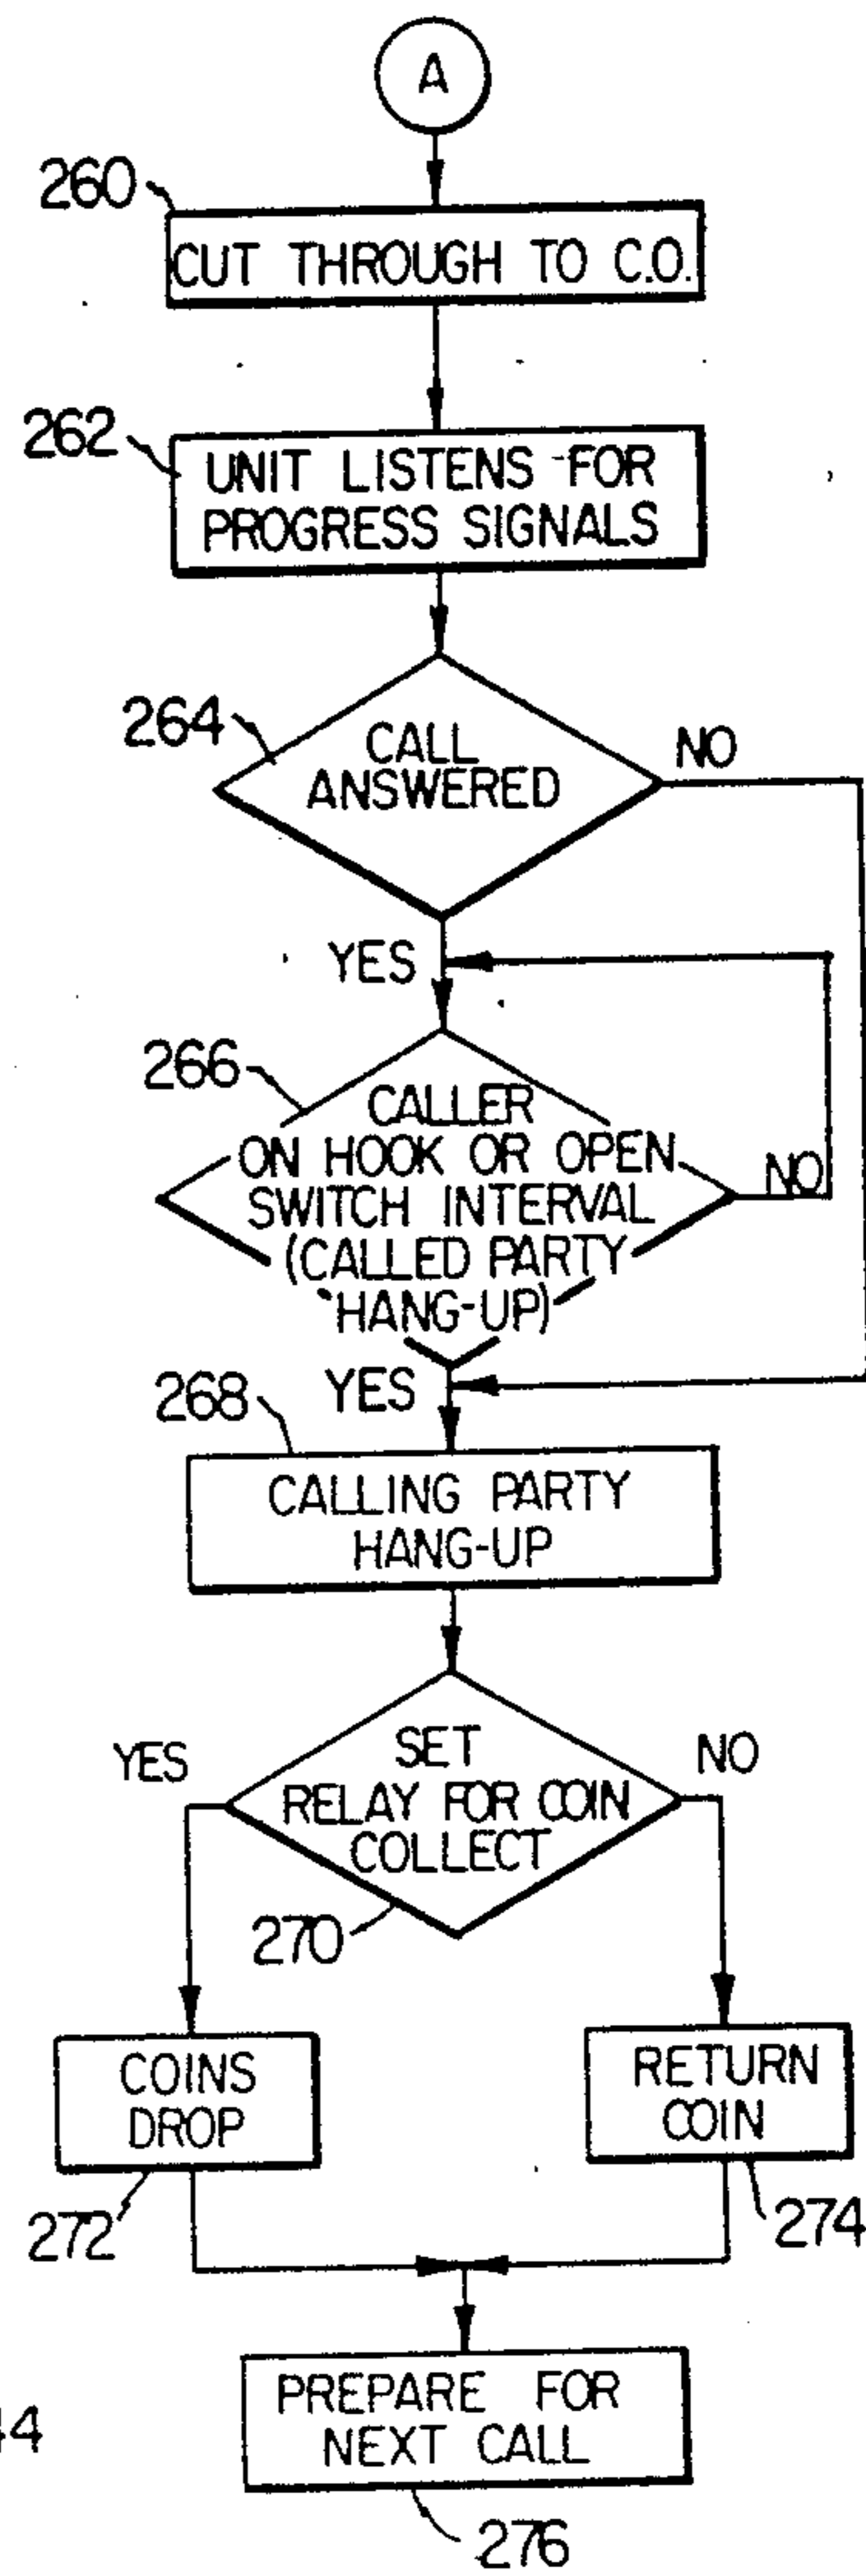 A
260
CUT THROUGH TO C.O.
262
UNIT LISTENS FOR
PROGRESS SIGNALS
264
CALL
ANSWERED
NO
YES
266
CALLER
ON HOOK OR OPEN
SWITCH INTERVAL
(CALLED PARTY
HANG-UP)
NO
YES
268
CALLING PARTY
HANG-UP
YES
SET
RELAY FOR COIN
COLLECT
NO
270
COINS
DROP
RETURN
COIN
272
274
PREPARE FOR
NEXT CALL
276